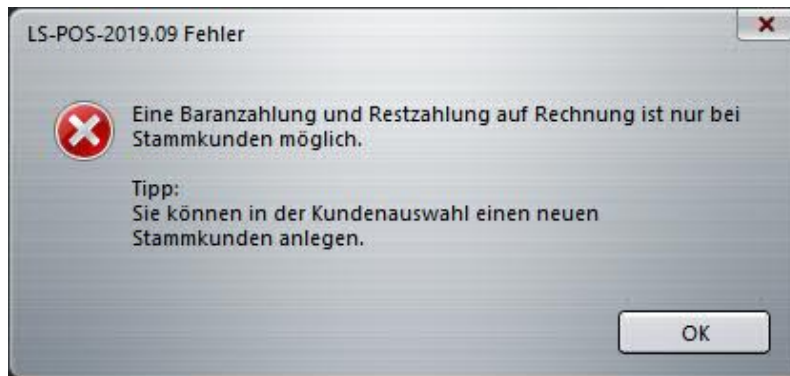 LS-POS-2019.09 Fehler
Eine Baranzahlung und Restzahlung auf Rechnung ist nur bei
Stammkunden möglich.
Tipp:
Sie können in der Kundenauswahl einen neuen
Stammkunden anlegen.
OK